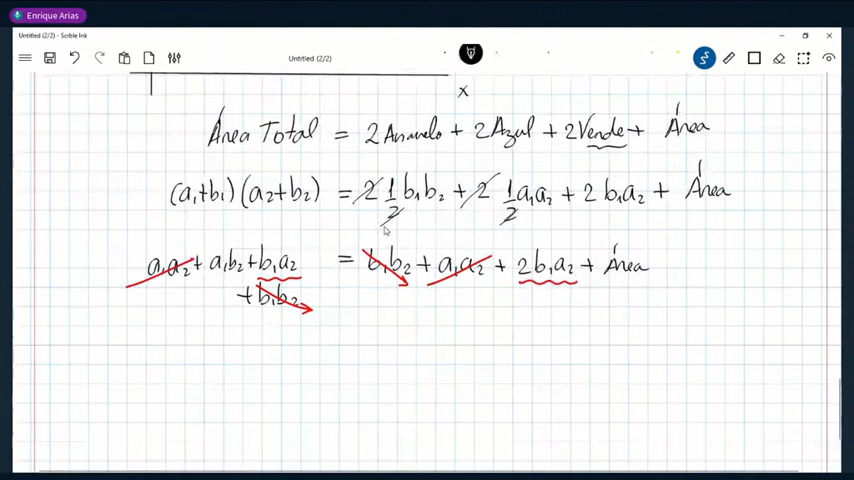 Enrique Arias
Untitled (2/2) - Scrble Ink
Untitled (2/2)
x
Área Total = 2Amarelo + 2Azul + 2Verde + Área
(a₁+b₁)(a₂+b₂) = 2 1/2 b₁b₂ + 2 1/2 a₁a₂ + 2 b₁a₂ + Área
a₁a₂ + a₁b₂ + b₁a₂ = b₁b₂ + a₁a₂ + 2b₁a₂ + Área
+ b₁b₂